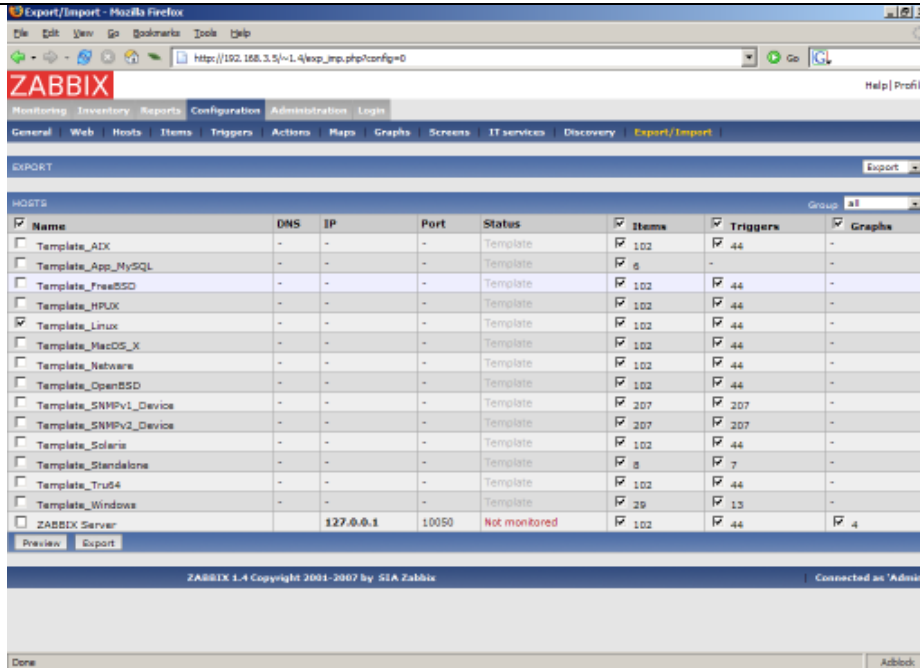 Export/Import - Mozilla Firefox
File Edit View Go Bookmarks Tools Help
http://192.168.3.5/~1.4/exp_imp.php?config=0 Go G
ZABBIX
Help | Profil
Monitoring Inventory Reports Configuration Administration Login
General | Web | Hosts | Items | Triggers | Actions | Maps | Graphs | Screens | IT services | Discovery | Export/Import |
EXPORT Export
HOSTS Group all
Name DNS IP Port Status Items Triggers Graphs
Template_AIX - - - Template 102 44 -
Template_App_MySQL - - - Template 6 - -
Template_FreeBSD - - - Template 102 44 -
Template_HPUX - - - Template 102 44 -
Template_Linux - - - Template 102 44 -
Template_MacOS_X - - - Template 102 44 -
Template_Netware - - - Template 102 44 -
Template_OpenBSD - - - Template 102 44 -
Template_SNMPv1_Device - - - Template 207 207 -
Template_SNMPv2_Device - - - Template 207 207 -
Template_Solaris - - - Template 102 44 -
Template_Standalone - - - Template 8 7 -
Template_Tru64 - - - Template 102 44 -
Template_Windows - - - Template 29 13 -
ZABBIX Server 127.0.0.1 10050 Not monitored 102 44 4
Preview Export
ZABBIX 1.4 Copyright 2001-2007 by SIA Zabbix | Connected as 'Admi
Done Adblock